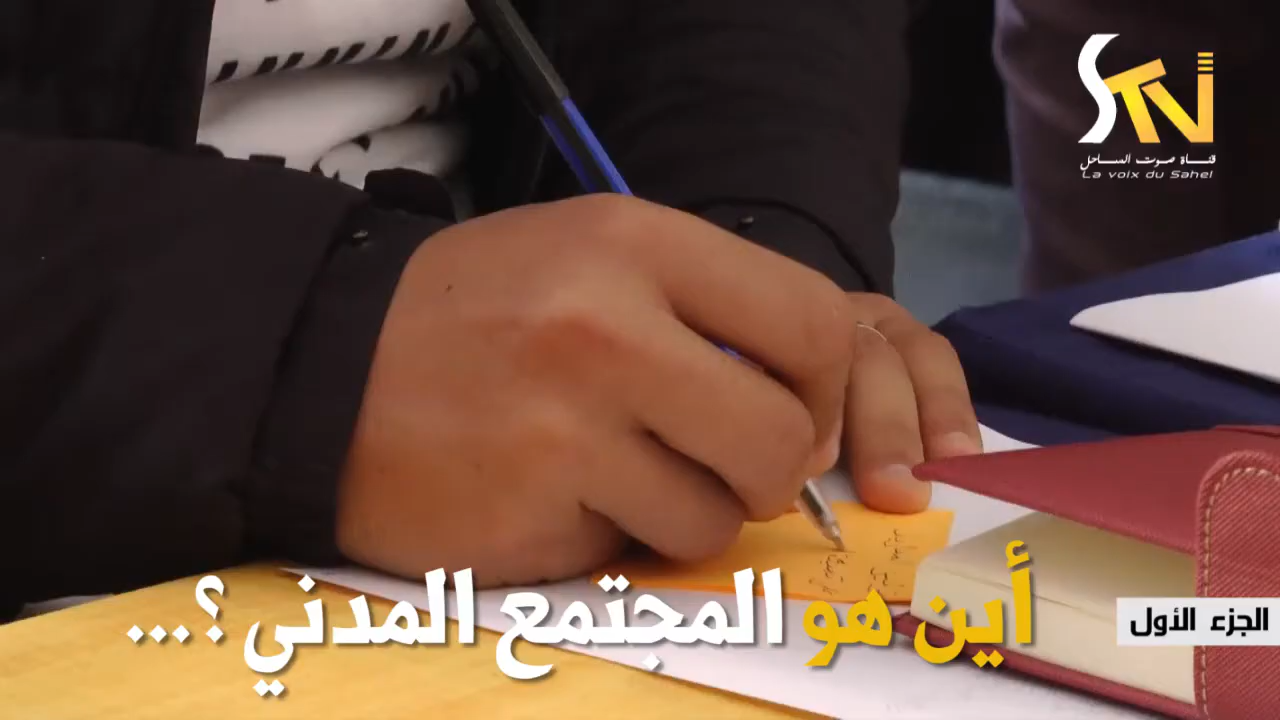 STV
قناة صوت الساحل
La voix du Sahel
أين هو المجتمع المدني ؟...
الجزء الأول